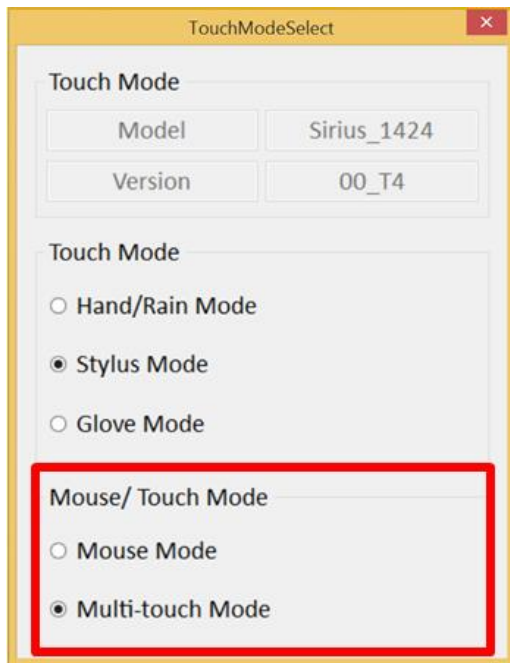 TouchModeSelect
Touch Mode
Model Sirius_1424
Version 00_T4
Touch Mode
Hand/Rain Mode
Stylus Mode
Glove Mode
Mouse/ Touch Mode
Mouse Mode
Multi-touch Mode